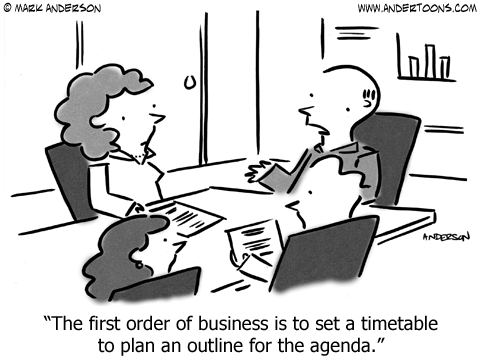 © MARK ANDERSON
WWW.ANDERTOONS.COM
ANDERSON
“The first order of business is to set a timetable
to plan an outline for the agenda.”